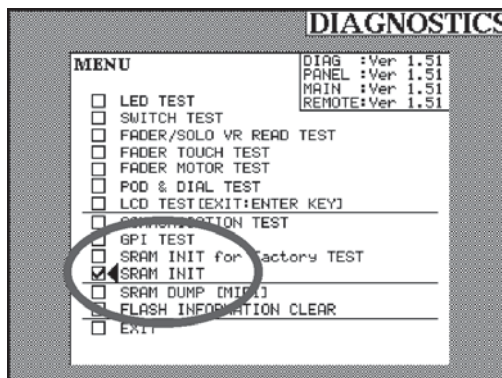 DIAGNOSTICS
MENU
DIAG :Ver 1.51
PANEL :Ver 1.51
MAIN :Ver 1.51
REMOTE:Ver 1.51
LED TEST
SWITCH TEST
FADER/SOLO VR READ TEST
FADER TOUCH TEST
FADER MOTOR TEST
POD & DIAL TEST
LCD TEST[EXIT:ENTER KEY]
COMMUNICATION TEST
GPI TEST
SRAM INIT for Factory TEST
SRAM INIT
SRAM DUMP [MIDI]
FLASH INFORMATION CLEAR
EXIT